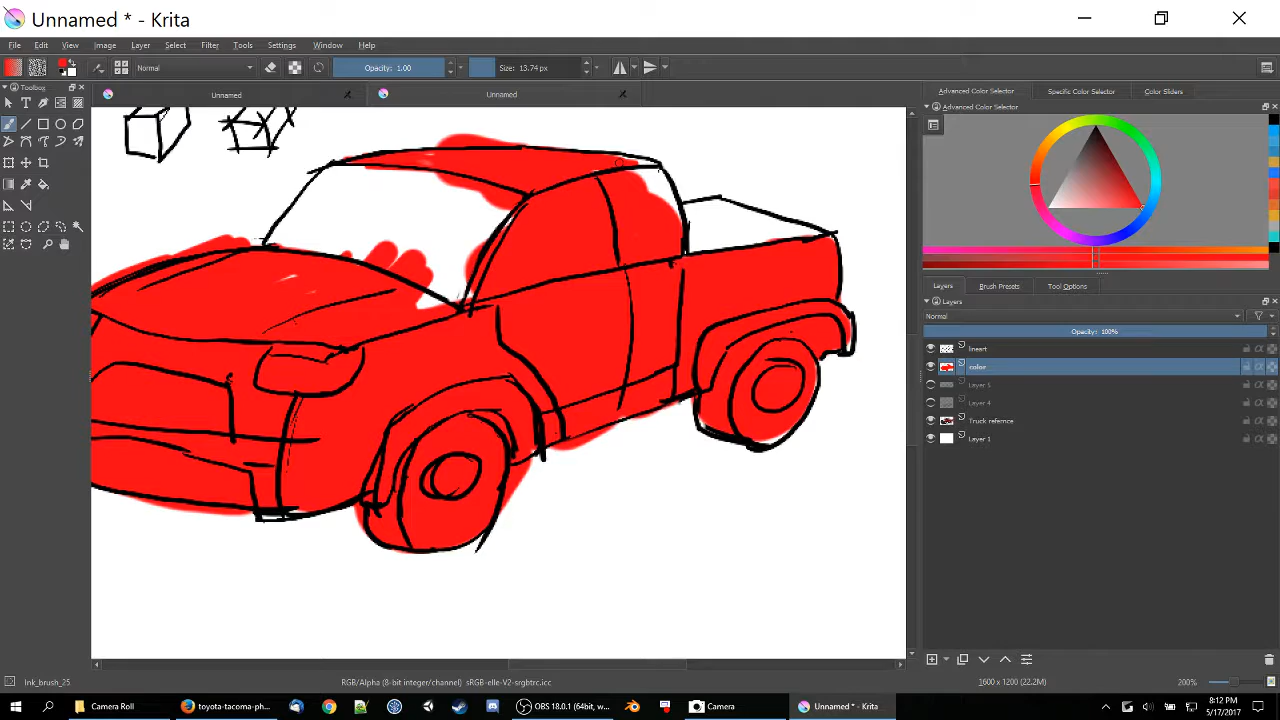 Unnamed * - Krita
File Edit View Image Layer Select Filter Tools Settings Window Help
Normal Opacity: 1.00 Size: 13.74 px
Toolbox
Unnamed Unnamed
Advanced Color Selector Specific Color Selector Color Sliders
Advanced Color Selector
Layers Brush Presets Tool Options
Layers
Normal
Opacity: 100%
lineart
color
Layer 5
Layer 4
Truck refernce
Layer 1
Ink_brush_25 RGB/Alpha (8-bit integer/channel) sRGB-elle-V2-srgbtrc.icc 1600 x 1200 (22.2M) 200%
Camera Roll toyota-tacoma-ph... OBS 18.0.1 (64bit, w... Camera Unnamed * - Krita 8:12 PM
5/17/2017